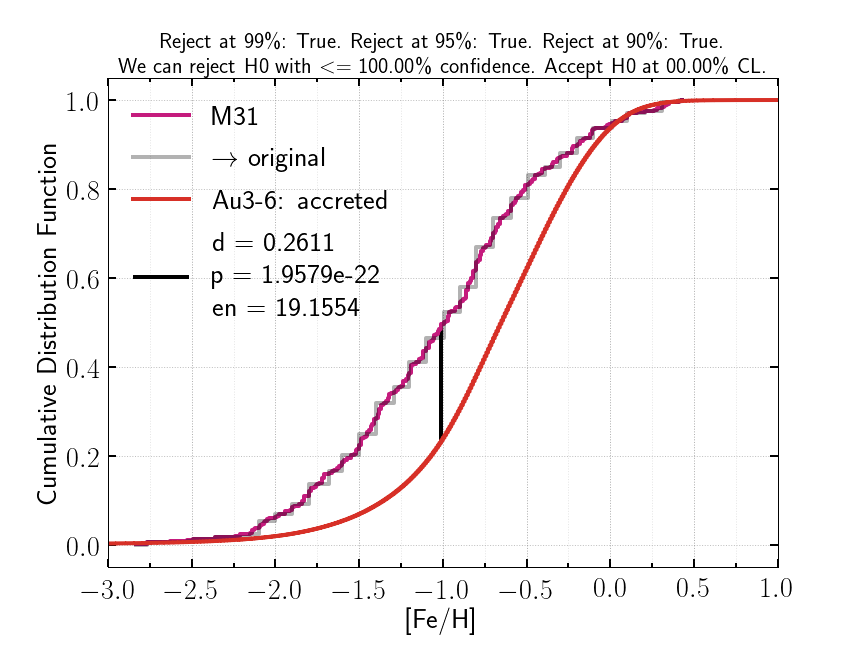 Reject at 99%: True. Reject at 95%: True. Reject at 90%: True.
We can reject H0 with <= 100.00% confidence. Accept H0 at 00.00% CL.
M31
→ original
Au3-6: accreted
d = 0.2611
p = 1.9579e-22
en = 19.1554
Cumulative Distribution Function
1.0
0.8
0.6
0.4
0.2
0.0
−3.0 −2.5 −2.0 −1.5 −1.0 −0.5 0.0 0.5 1.0
[Fe/H]